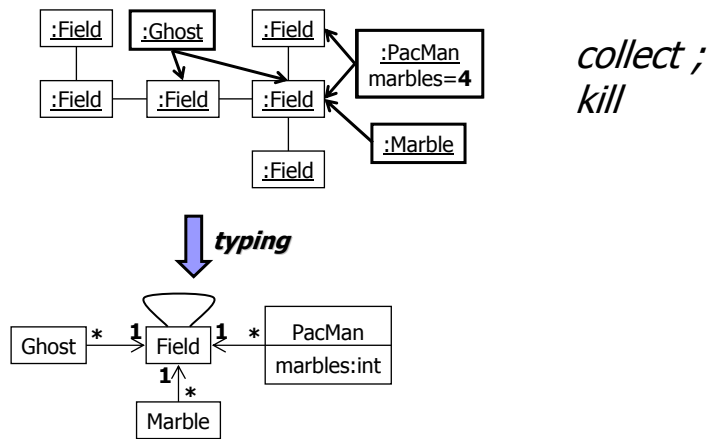 :Field
:Ghost
:Field
:PacMan
marbles=4
collect ;
kill
:Field
:Field
:Field
:Marble
:Field
typing
Ghost
*
1
Field
1
*
PacMan
marbles:int
1
*
Marble